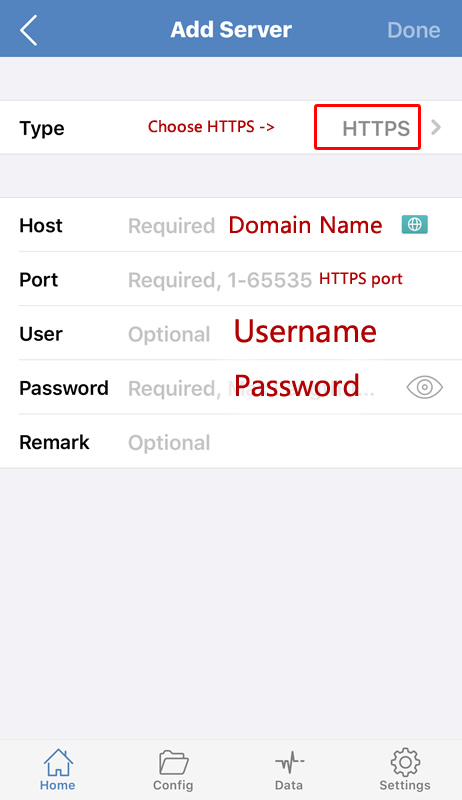 Add Server Done
Type Choose HTTPS -> HTTPS
Host Required Domain Name
Port Required, 1-65535 HTTPS port
User Optional Username
Password Required, Password ...
Remark Optional
Home Config Data Settings